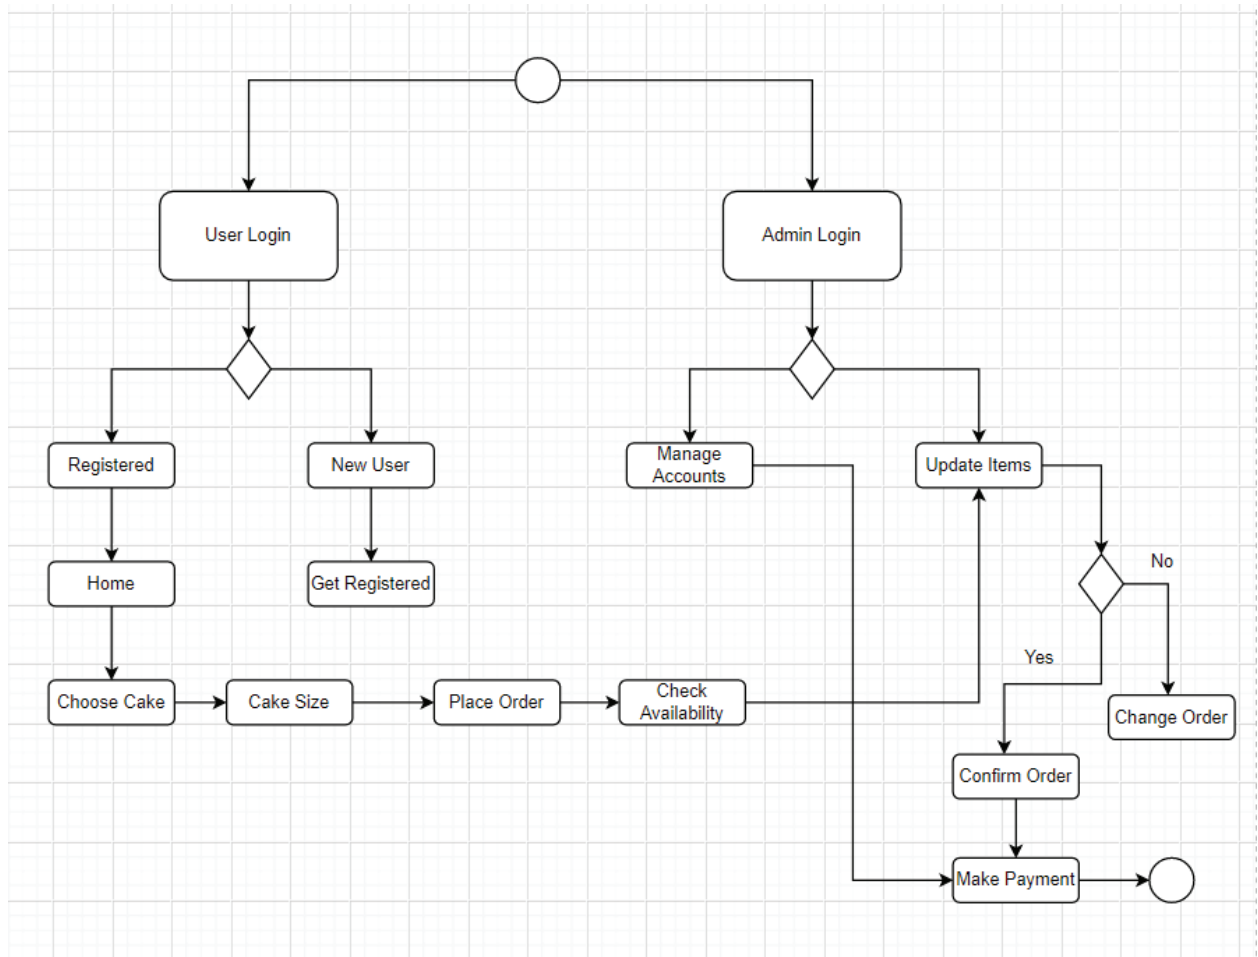 User Login
Admin Login
Registered
New User
Manage
Accounts
Update Items
Home
Get Registered
No
Yes
Choose Cake
Cake Size
Place Order
Check
Availability
Change Order
Confirm Order
Make Payment